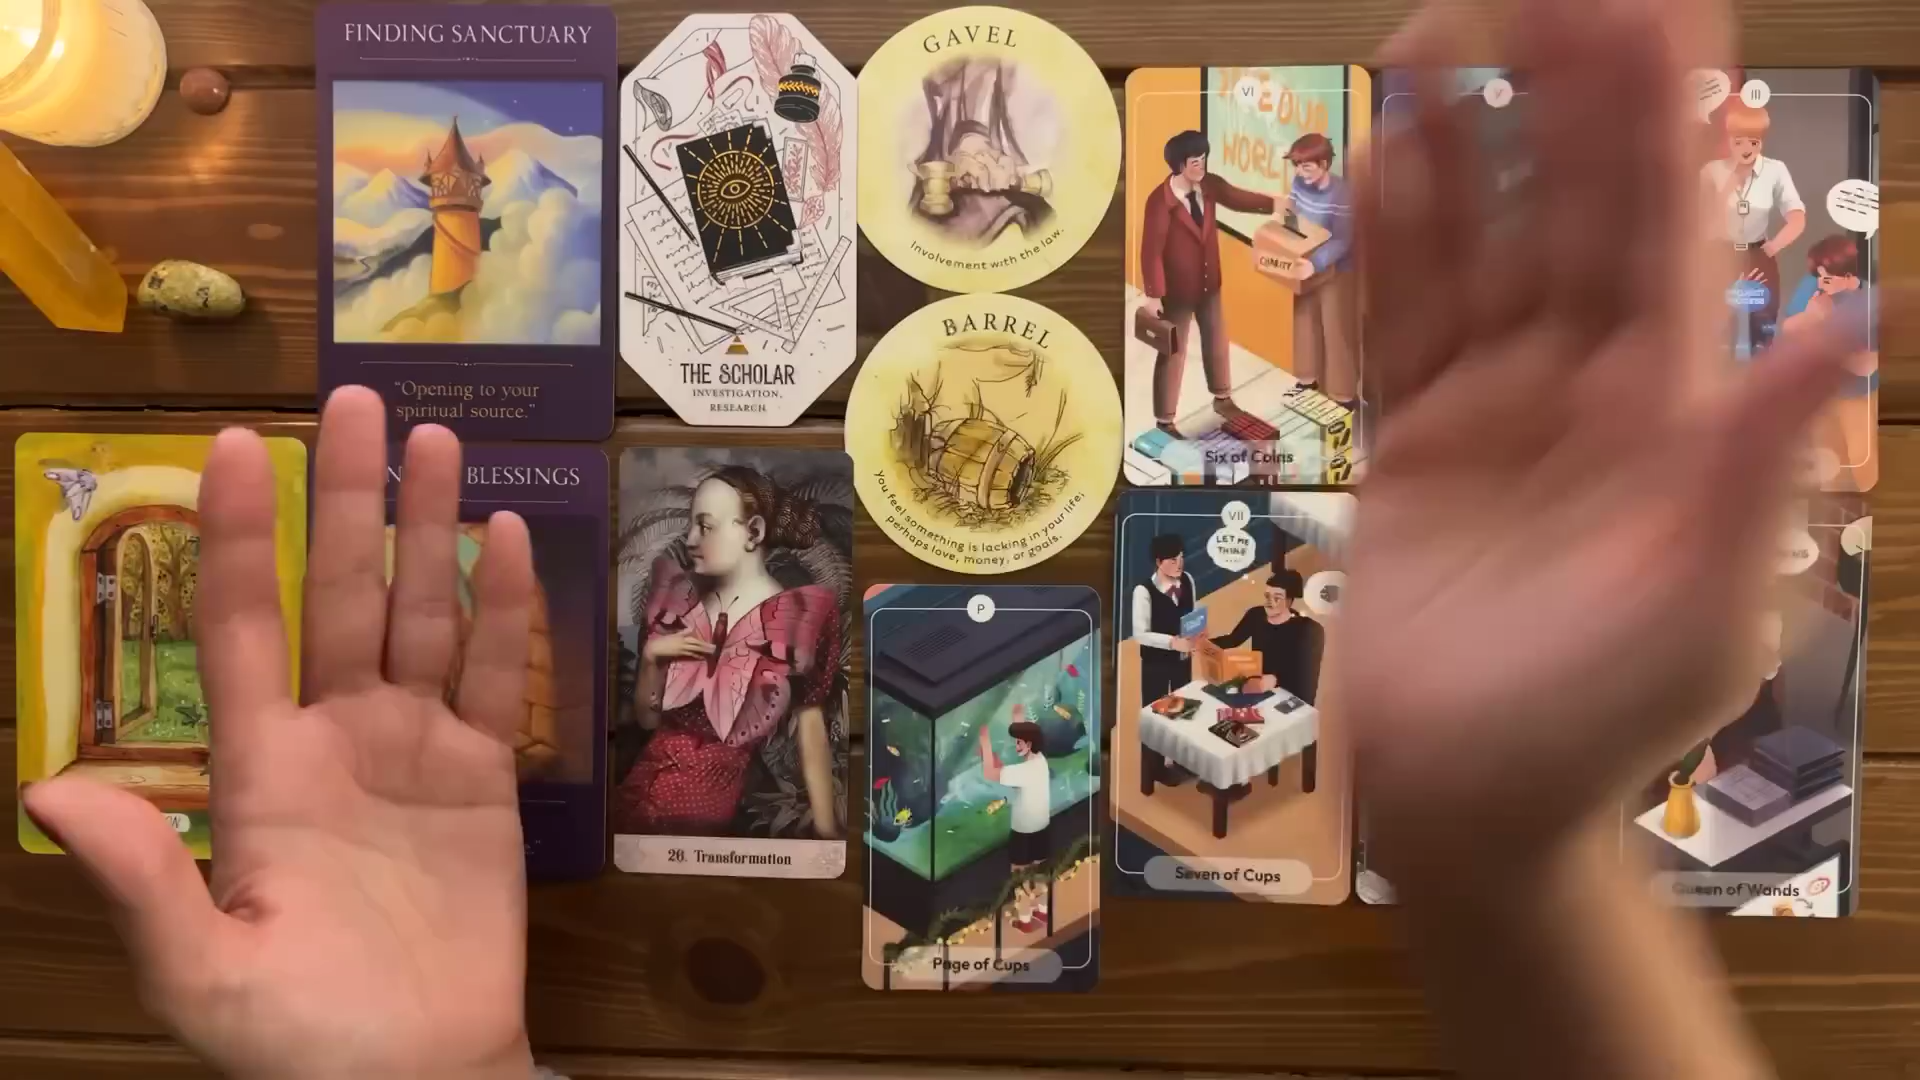 FINDING SANCTUARY
"Opening to your
spiritual source."
THE SCHOLAR
INVESTIGATION,
RESEARCH
GAVEL
Involvement with the law.
BARREL
You feel something is lacking in your life;
perhaps love, money, or goals.
VI
WORL
CHARITY
Six of Coins
V
III
BLESSINGS
26. Transformation
P
Page of Cups
VII
LET ME
THINK
....
Seven of Cups
Queen of Wands